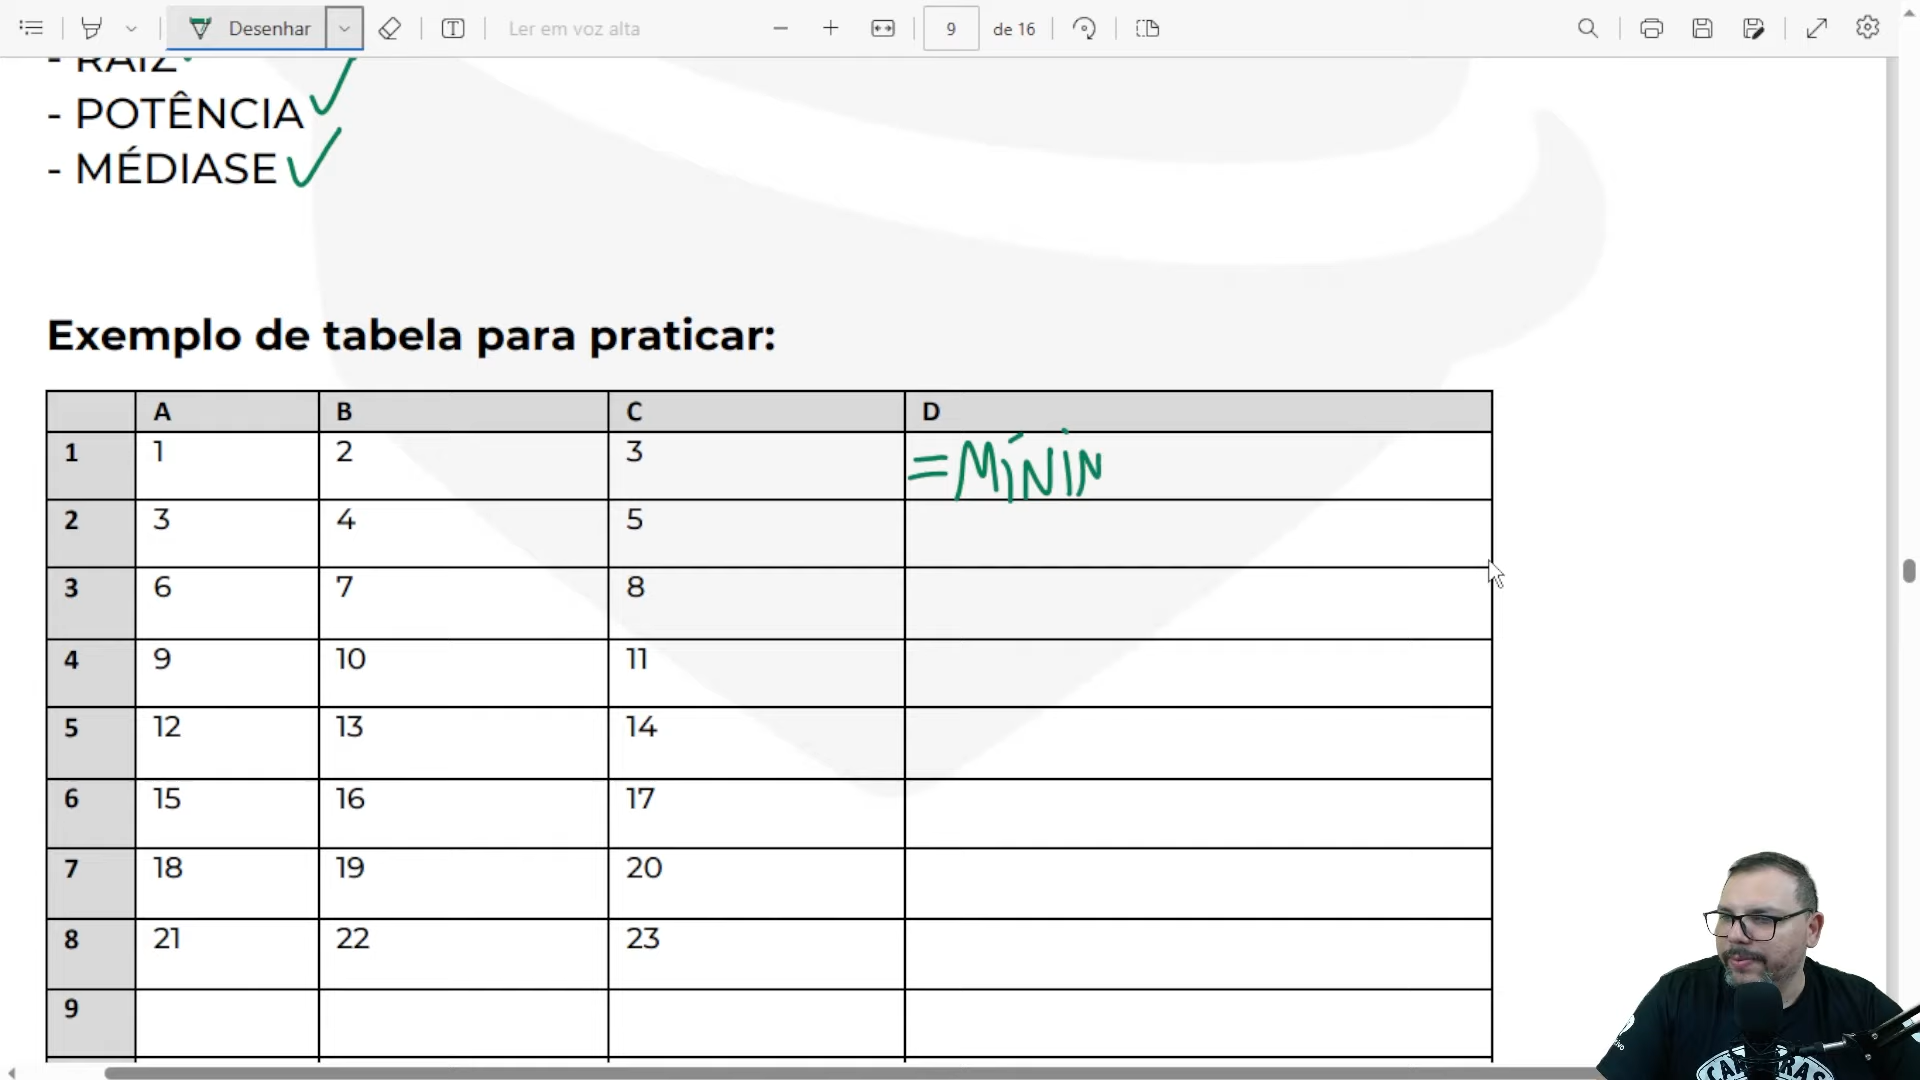 Desenhar
Ler em voz alta
9 de 16
- RAIZ
- POTÊNCIA
- MÉDIASE
Exemplo de tabela para praticar:
A B C D
1 1 2 3 =MÍNIM
2 3 4 5
3 6 7 8
4 9 10 11
5 12 13 14
6 15 16 17
7 18 19 20
8 21 22 23
9